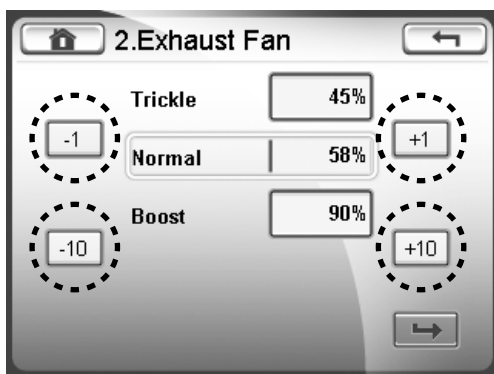 2.Exhaust Fan
Trickle 45%
-1 +1
Normal 58%
Boost 90%
-10 +10